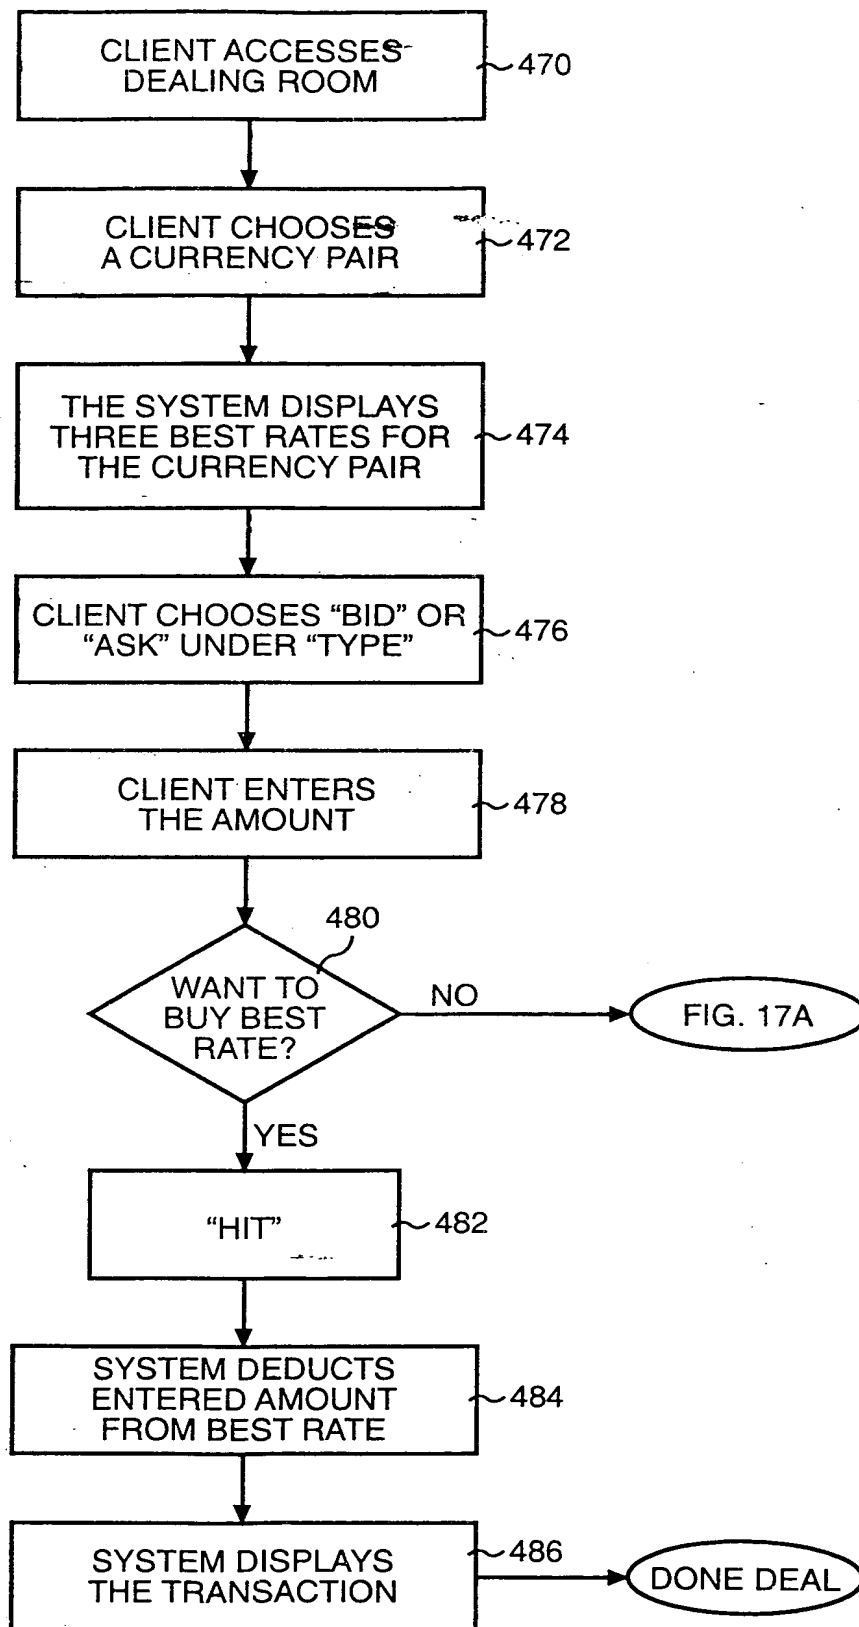 CLIENT ACCESSES
DEALING ROOM
470
CLIENT CHOOSES
A CURRENCY PAIR
472
THE SYSTEM DISPLAYS
THREE BEST RATES FOR
THE CURRENCY PAIR
474
CLIENT CHOOSES “BID” OR
“ASK” UNDER “TYPE”
476
CLIENT ENTERS
THE AMOUNT
478
480
WANT TO
BUY BEST
RATE?
NO
FIG. 17A
YES
“HIT”
482
SYSTEM DEDUCTS
ENTERED AMOUNT
FROM BEST RATE
484
SYSTEM DISPLAYS
THE TRANSACTION
486
DONE DEAL